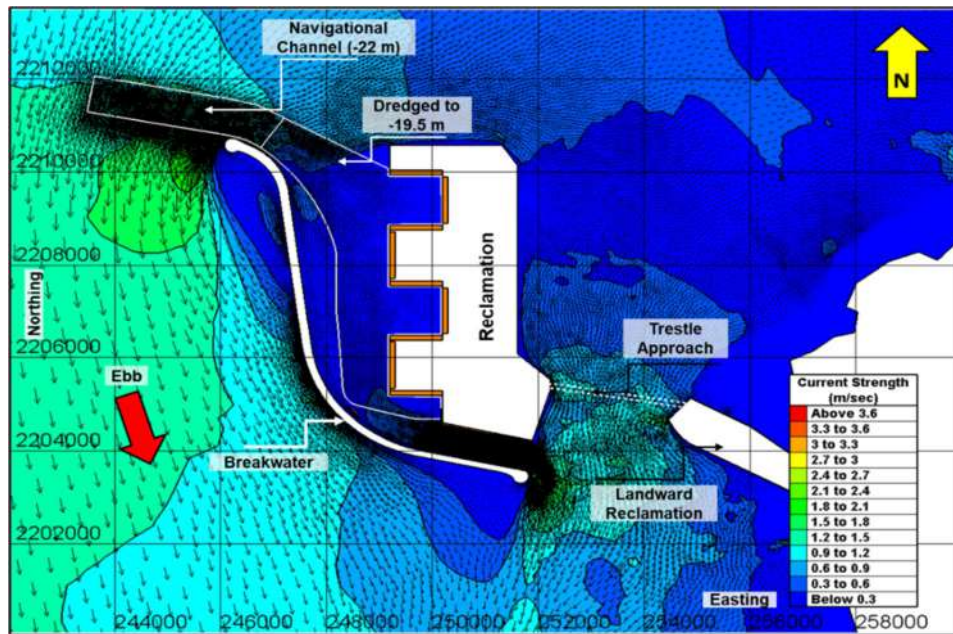 Navigational
Channel (-22 m)
N
2212000
Dredged to
-19.5 m
2210000
2208000
Northing
Reclamation
Trestle
Approach
2206000
Ebb
Current Strength
(m/sec)
Above 3.6
3.3 to 3.6
3 to 3.3
2.7 to 3
2.4 to 2.7
2.1 to 2.4
1.8 to 2.1
1.5 to 1.8
1.2 to 1.5
0.9 to 1.2
0.6 to 0.9
0.3 to 0.6
Below 0.3
2204000
Breakwater
Landward
Reclamation
2202000
Easting
244000 246000 248000 250000 252000 254000 256000 258000